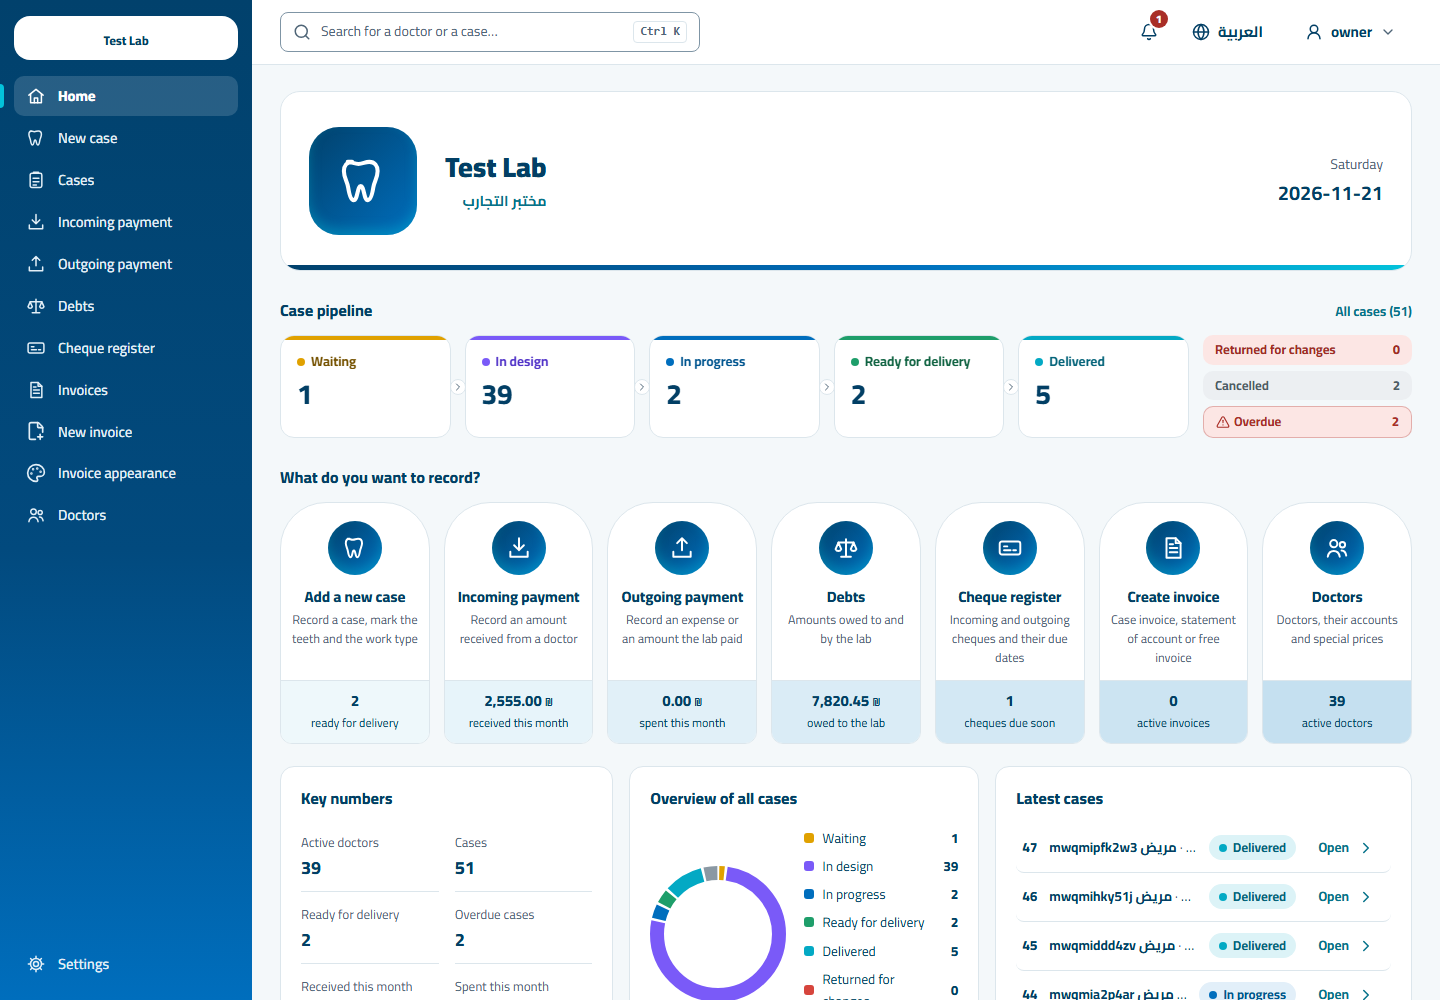 Test Lab
Home
New case
Cases
Incoming payment
Outgoing payment
Debts
Cheque register
Invoices
New invoice
Invoice appearance
Doctors
Settings
Search for a doctor or a case...
Ctrl K
1
العربية
owner
Test Lab
مختبر التجارب
Saturday
2026-11-21
Case pipeline
All cases (51)
Waiting
1
In design
39
In progress
2
Ready for delivery
2
Delivered
5
Returned for changes 0
Cancelled 2
Overdue 2
What do you want to record?
Add a new case
Record a case, mark the
teeth and the work type
2
ready for delivery
Incoming payment
Record an amount
received from a doctor
2,555.00 ₪
received this month
Outgoing payment
Record an expense or
an amount the lab paid
0.00 ₪
spent this month
Debts
Amounts owed to and
by the lab
7,820.45 ₪
owed to the lab
Cheque register
Incoming and outgoing
cheques and their due
dates
1
cheques due soon
Create invoice
Case invoice, statement
of account or free
invoice
0
active invoices
Doctors
Doctors, their accounts
and special prices
39
active doctors
Key numbers
Active doctors
39
Cases
51
Ready for delivery
2
Overdue cases
2
Received this month
Spent this month
Overview of all cases
Waiting 1
In design 39
In progress 2
Ready for delivery 2
Delivered 5
Returned for 0
changes
Latest cases
47 mwqmipfk2w3 مريض · ... Delivered Open
46 mwqmihky51j مريض · ... Delivered Open
45 mwqmiddd4zv مريض · ... Delivered Open
44 mwqmia2p4ar مريض · ... In progress Open